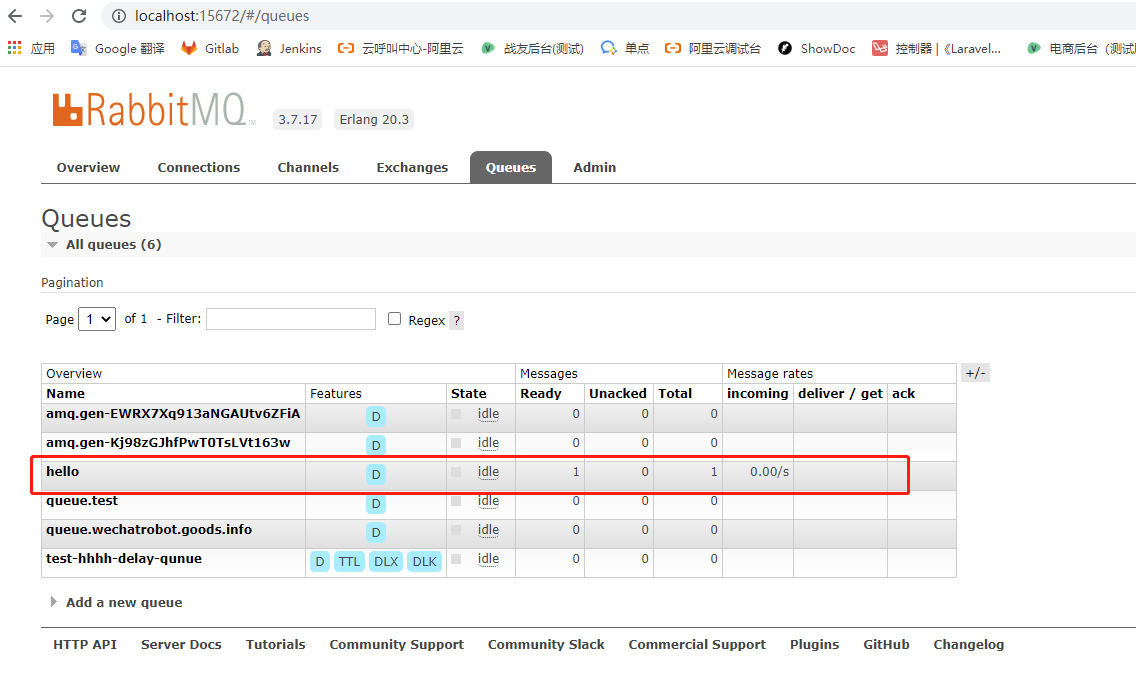 localhost:15672/#/queues
应用 Google 翻译 Gitlab Jenkins 云呼叫中心-阿里云 战友后台(测试) 单点 阿里云调试台 ShowDoc 控制器 |《Laravel... 电商后台 (测试
RabbitMQ TM 3.7.17 Erlang 20.3
Overview Connections Channels Exchanges Queues Admin
Queues
All queues (6)
Pagination
Page 1 of 1 - Filter: Regex ?
Overview Messages Message rates +/-
Name Features State Ready Unacked Total incoming deliver / get ack
amq.gen-EWRX7Xq913aNGAUtv6ZFiA D idle 0 0 0
amq.gen-Kj98zGJhfPwT0TsLVt163w D idle 0 0 0
hello D idle 1 0 1 0.00/s
queue.test D idle 0 0 0
queue.wechatrobot.goods.info D idle 0 0 0
test-hhhh-delay-qunue D TTL DLX DLK idle 0 0 0
Add a new queue
HTTP API Server Docs Tutorials Community Support Community Slack Commercial Support Plugins GitHub Changelog